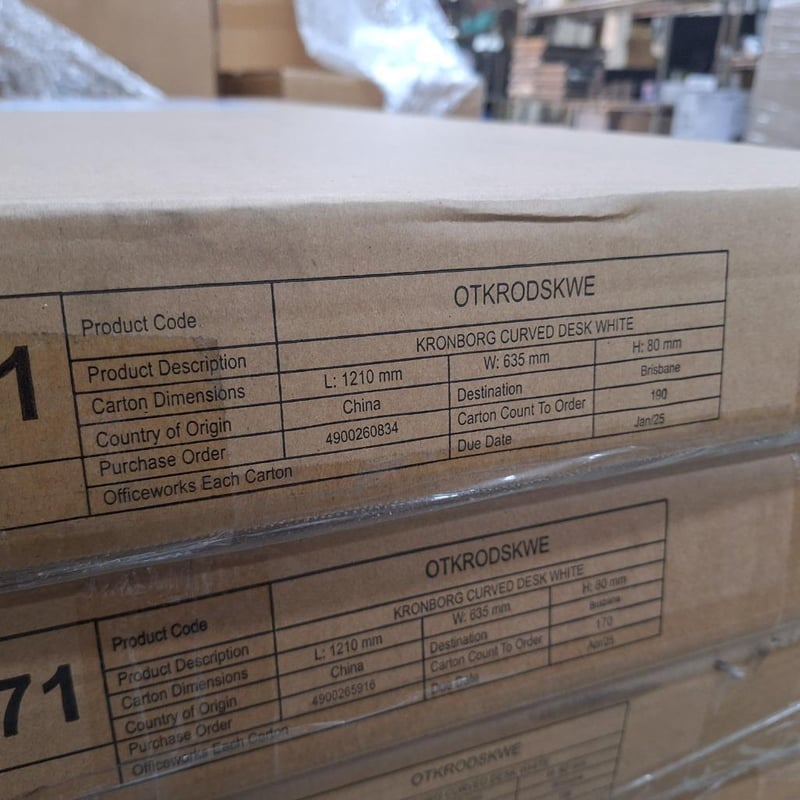 1
Product Code OTKRODSKWE
Product Description KRONBORG CURVED DESK WHITE
Carton Dimensions L: 1210 mm W: 635 mm H: 80 mm
Country of Origin China Destination Brisbane
Purchase Order 4900260834 Carton Count To Order 190
Officeworks Each Carton Due Date Jan/25
71
Product Code OTKRODSKWE
Product Description KRONBORG CURVED DESK WHITE
Carton Dimensions L: 1210 mm W: 635 mm H: 80 mm
Country of Origin China Destination Brisbane
Purchase Order 4900265916 Carton Count To Order 170
Officeworks Each Carton Due Date Apr/25
OTKRODSKWE
CURVED DESK WHITE